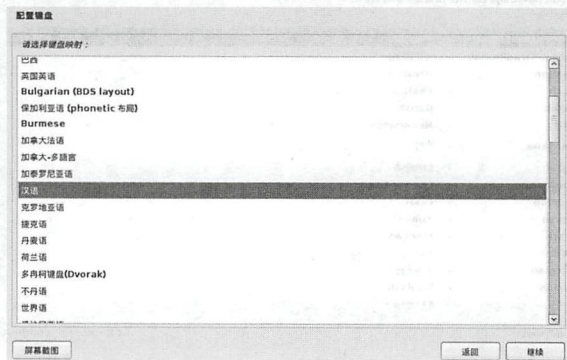 配置键盘
请选择键盘映射：
巴西
英国英语
Bulgarian (BDS layout)
保加利亚语 (phonetic 布局)
Burmese
加拿大法语
加拿大-多語言
加泰罗尼亚语
汉语
克罗地亚语
捷克语
丹麦语
荷兰语
多冉柯键盘(Dvorak)
不丹语
世界语
屏幕截图
返回
继续